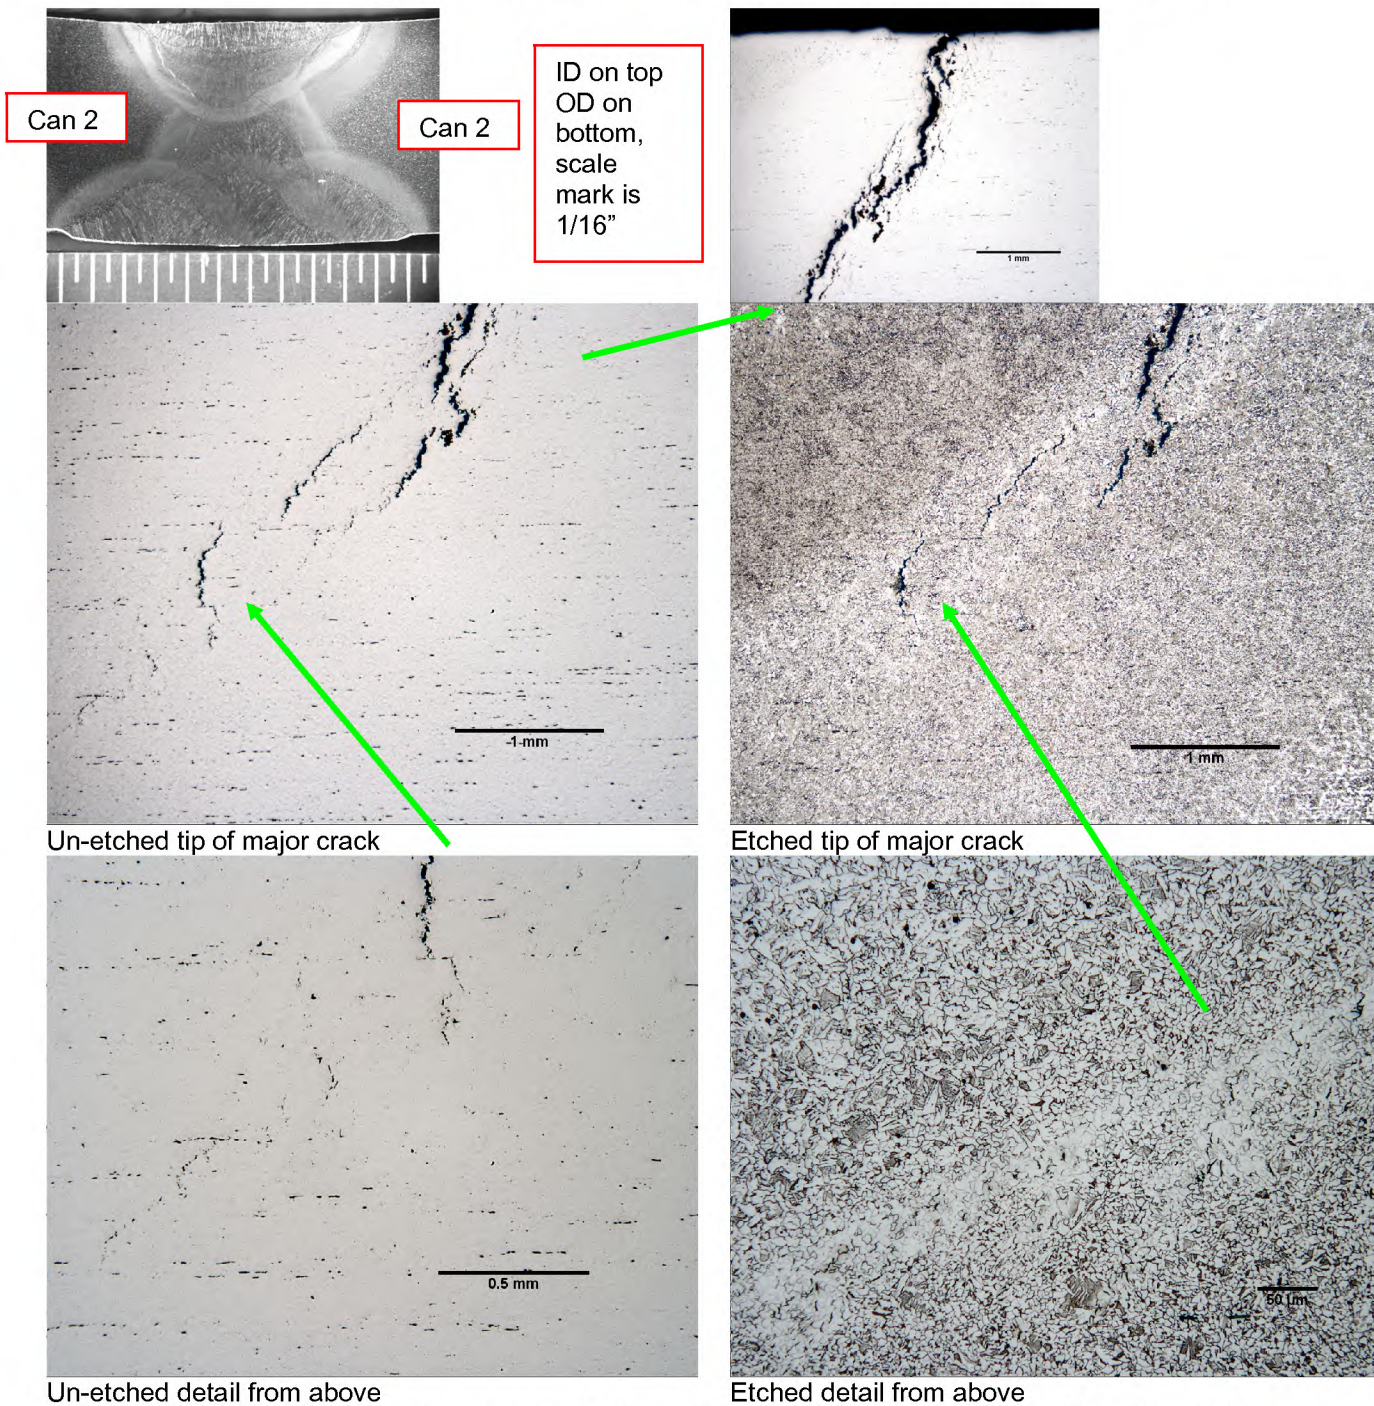 Can 2
Can 2
ID on top
OD on
bottom,
scale
mark is
1/16”
1 mm
1 mm
1 mm
Un-etched tip of major crack
Etched tip of major crack
0.5 mm
50 µm
Un-etched detail from above
Etched detail from above